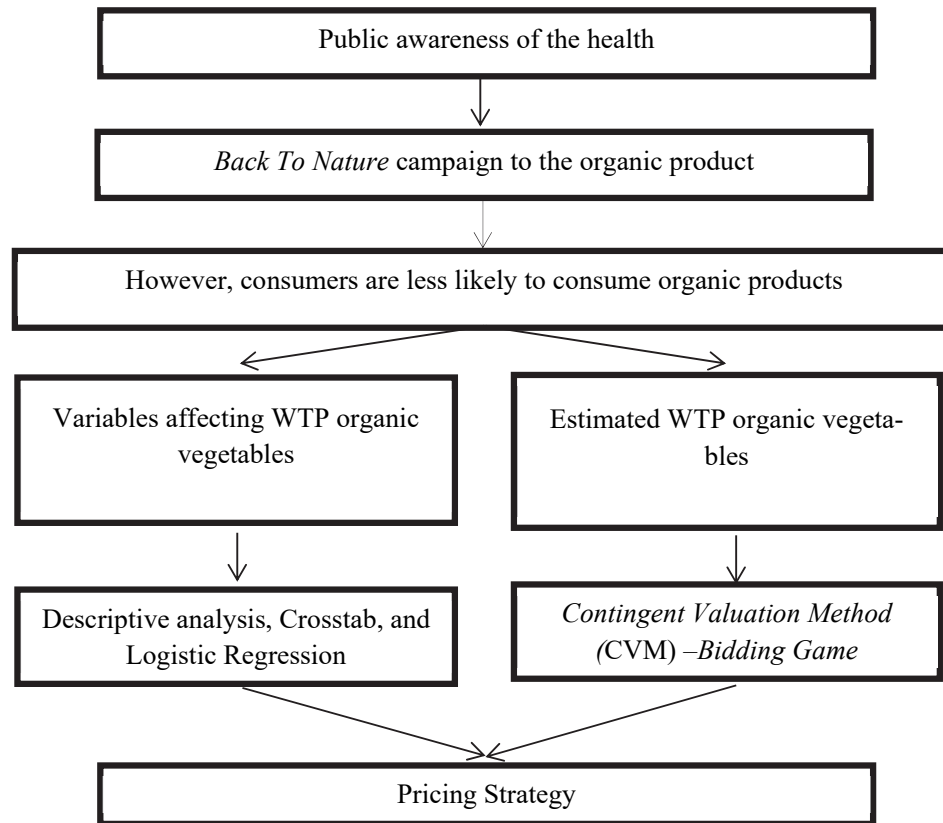 Public awareness of the health
Back To Nature campaign to the organic product
However, consumers are less likely to consume organic products
Variables affecting WTP organic
vegetables
Estimated WTP organic vegeta-
bles
Descriptive analysis, Crosstab, and
Logistic Regression
Contingent Valuation Method
(CVM) –Bidding Game
Pricing Strategy